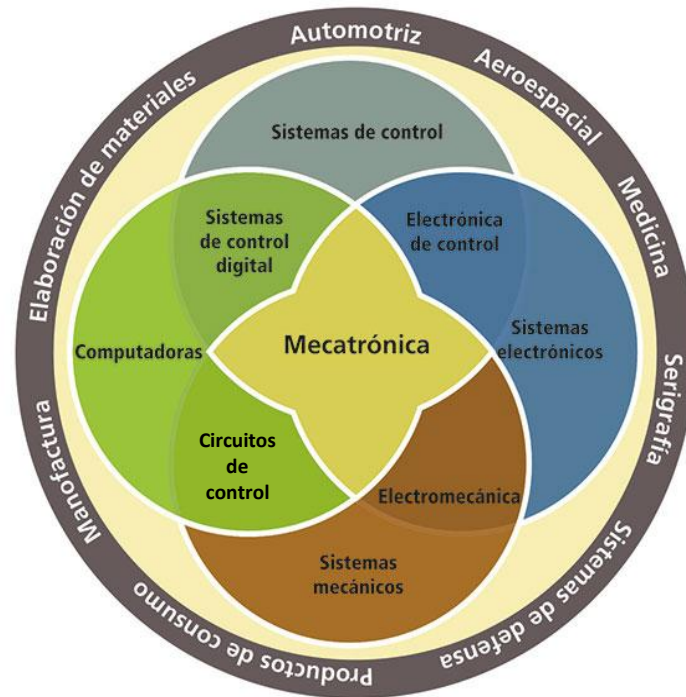 Automotriz
Aeroespacial
Medicina
Serigrafía
Sistemas de defensa
Productos de consumo
Manofactura
Elaboración de materiales
Sistemas de control
Sistemas
de control
digital
Electrónica
de control
Computadoras
Mecatrónica
Sistemas
electrónicos
Circuitos
de
control
Electromecánica
Sistemas
mecánicos